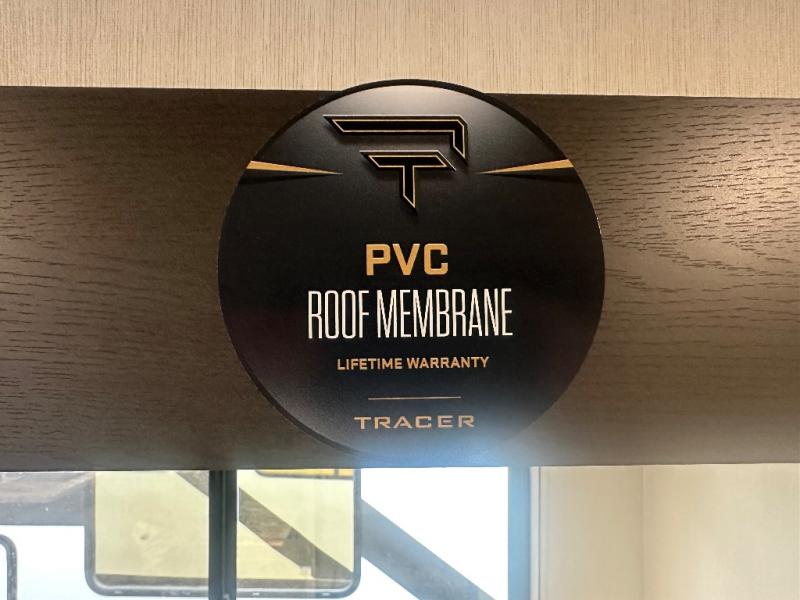 PVC
ROOF MEMBRANE
LIFETIME WARRANTY
TRACER